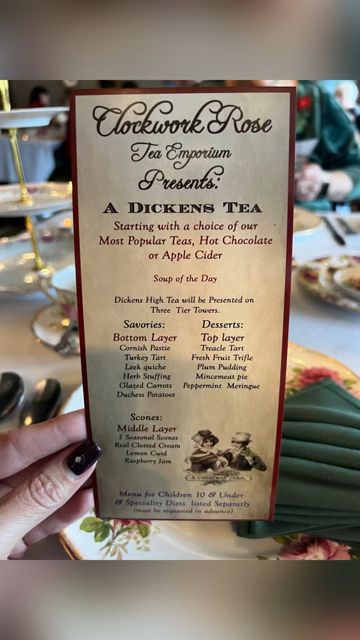 Clockwork Rose
Tea Emporium
Presents:
A DICKENS TEA
Starting with a choice of our
Most Popular Teas, Hot Chocolate
or Apple Cider
Soup of the Day
Dickens High Tea will be Presented on
Three Tier Towers.
Savories:
Bottom Layer
Cornish Pastie
Turkey Tart
Leek quiche
Herb Stuffing
Glazed Carrots
Duchess Potatoes
Desserts:
Top layer
Treacle Tart
Fresh Fruit Trifle
Plum Pudding
Mincemeat pie
Peppermint Meringue
Scones:
Middle Layer
2 Seasonal Scones
Real Clotted Cream
Lemon Curd
Raspberry Jam
A CHRISTMAS CAROL
Menu for Children 10 & Under
& Speciality Diets listed Separatly
(must be requested in advance)